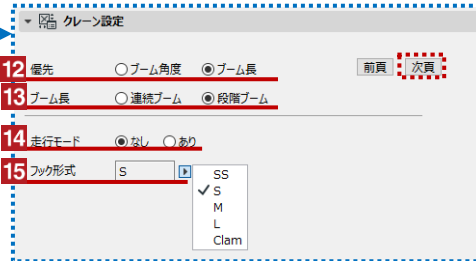 クレーン設定
12 優先 ブーム角度 ブーム長 前頁 次頁
13 ブーム長 連続ブーム 段階ブーム
14 走行モード なし あり
15 フック形式 S
SS
S
M
L
Clam